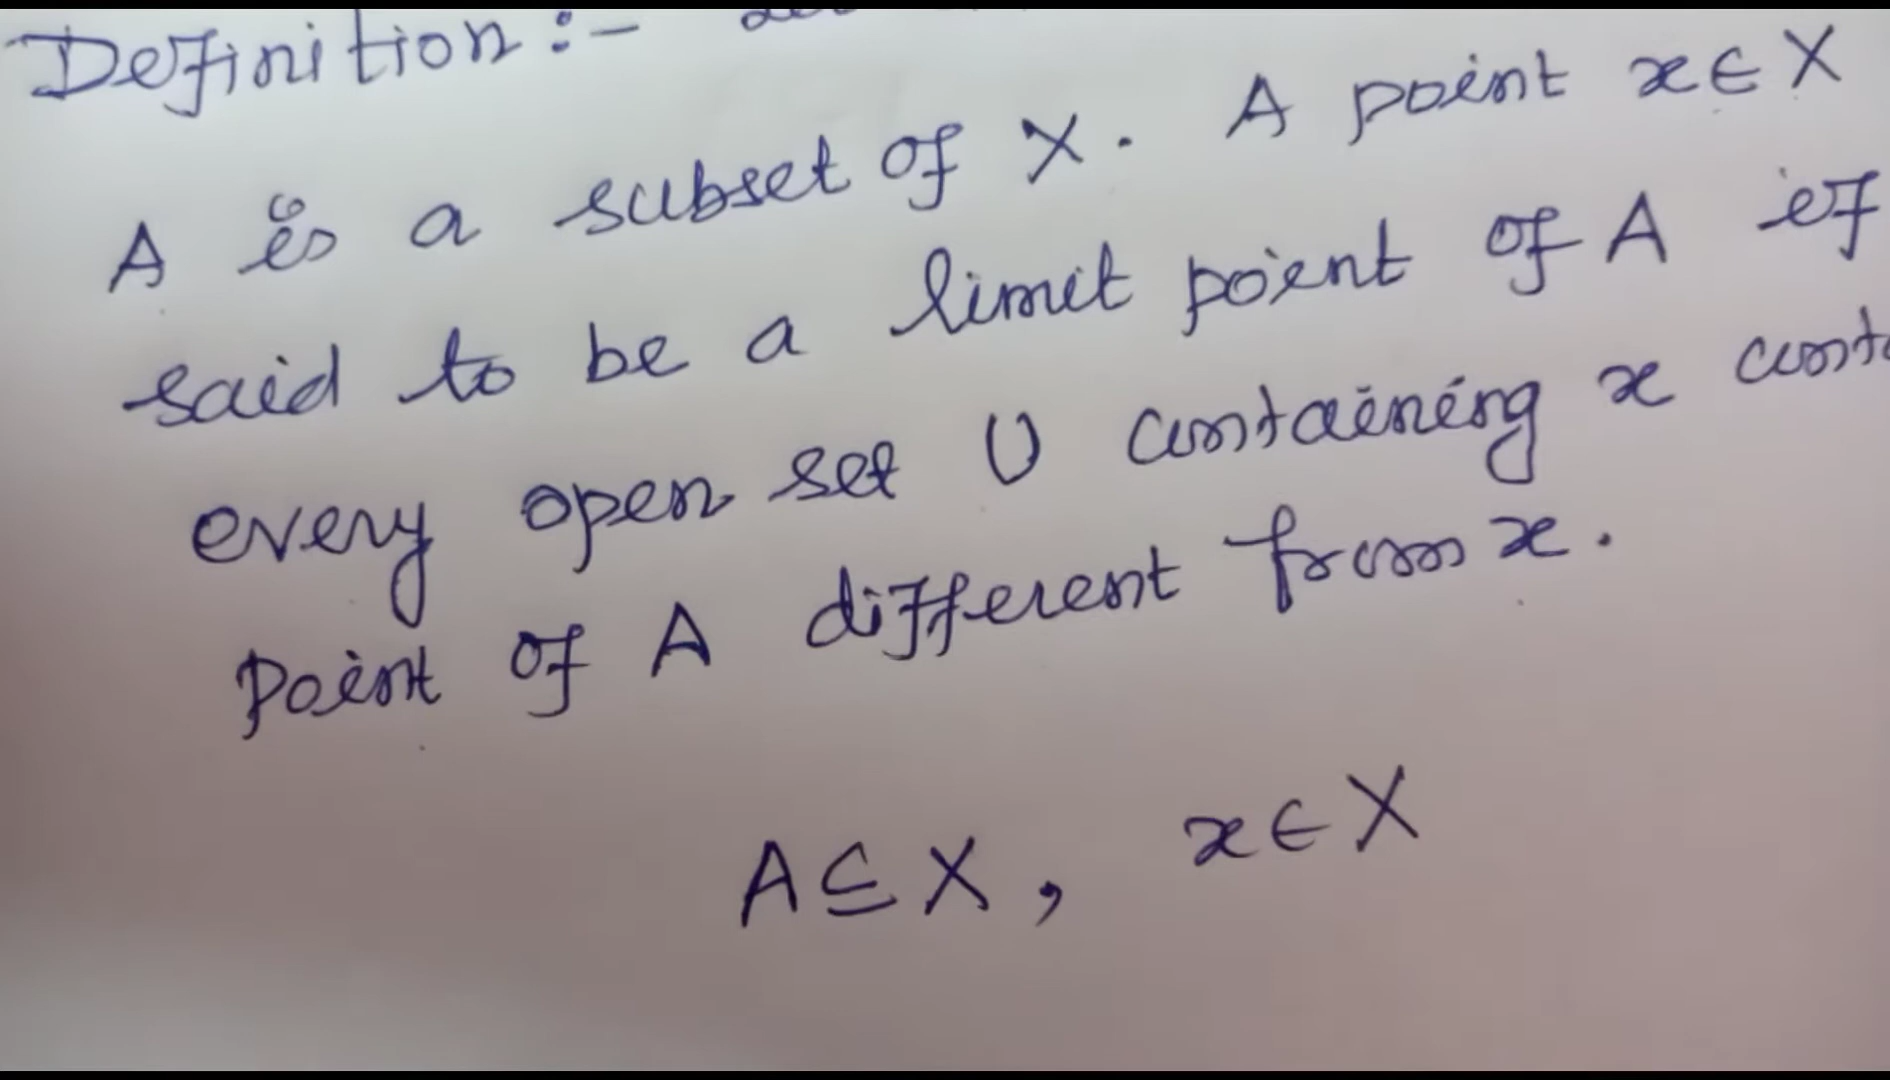 Definition :-
A is a subset of X. A point x ∈ X
said to be a limit point of A if
every open set U containing x
point of A different from x.
A ⊆ X, x ∈ X